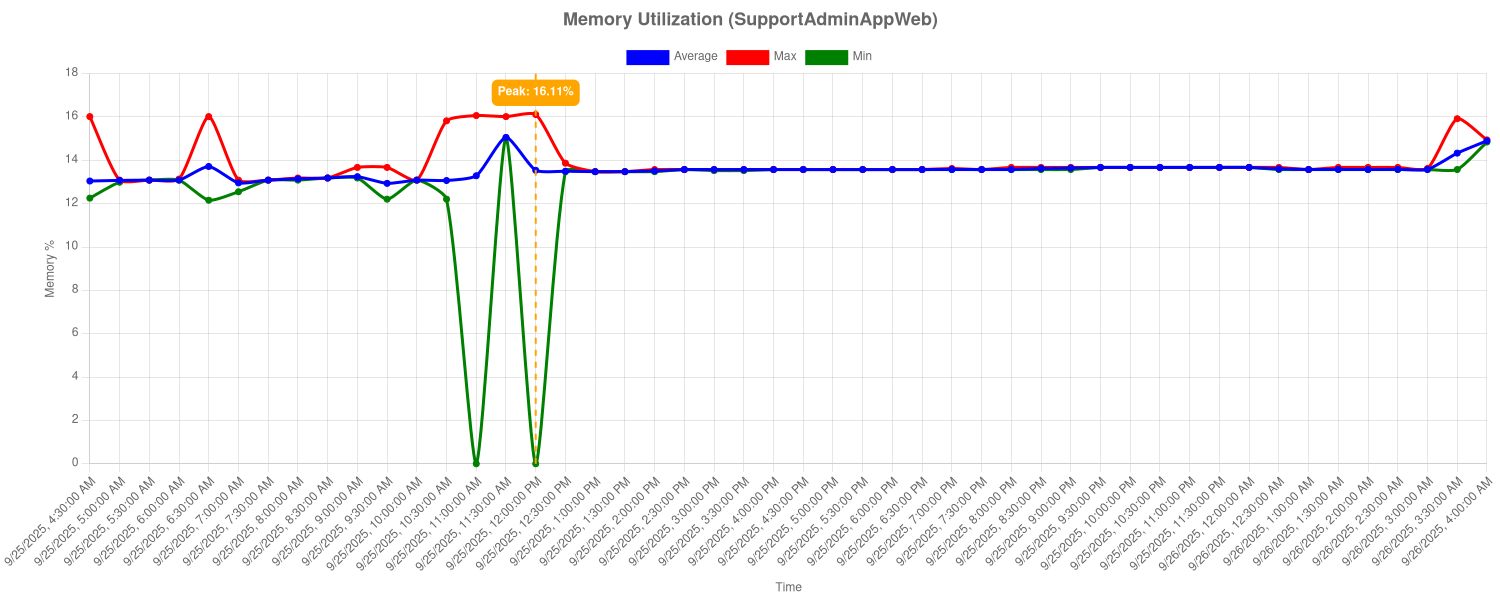 Memory Utilization (SupportAdminAppWeb)
Average Max Min
Peak: 16.11%
Memory %
18
16
14
12
10
8
6
4
2
0
9/25/2025, 4:30:00 AM
9/25/2025, 5:00:00 AM
9/25/2025, 5:30:00 AM
9/25/2025, 6:00:00 AM
9/25/2025, 6:30:00 AM
9/25/2025, 7:00:00 AM
9/25/2025, 7:30:00 AM
9/25/2025, 8:00:00 AM
9/25/2025, 8:30:00 AM
9/25/2025, 9:00:00 AM
9/25/2025, 9:30:00 AM
9/25/2025, 10:00:00 AM
9/25/2025, 10:30:00 AM
9/25/2025, 11:00:00 AM
9/25/2025, 11:30:00 AM
9/25/2025, 12:00:00 PM
9/25/2025, 12:30:00 PM
9/25/2025, 1:00:00 PM
9/25/2025, 1:30:00 PM
9/25/2025, 2:00:00 PM
9/25/2025, 2:30:00 PM
9/25/2025, 3:00:00 PM
9/25/2025, 3:30:00 PM
9/25/2025, 4:00:00 PM
9/25/2025, 4:30:00 PM
9/25/2025, 5:00:00 PM
9/25/2025, 5:30:00 PM
9/25/2025, 6:00:00 PM
9/25/2025, 6:30:00 PM
9/25/2025, 7:00:00 PM
9/25/2025, 7:30:00 PM
9/25/2025, 8:00:00 PM
9/25/2025, 8:30:00 PM
9/25/2025, 9:00:00 PM
9/25/2025, 9:30:00 PM
9/25/2025, 10:00:00 PM
9/25/2025, 10:30:00 PM
9/25/2025, 11:00:00 PM
9/25/2025, 11:30:00 PM
9/26/2025, 12:00:00 AM
9/26/2025, 12:30:00 AM
9/26/2025, 1:00:00 AM
9/26/2025, 1:30:00 AM
9/26/2025, 2:00:00 AM
9/26/2025, 2:30:00 AM
9/26/2025, 3:00:00 AM
9/26/2025, 3:30:00 AM
9/26/2025, 4:00:00 AM
Time